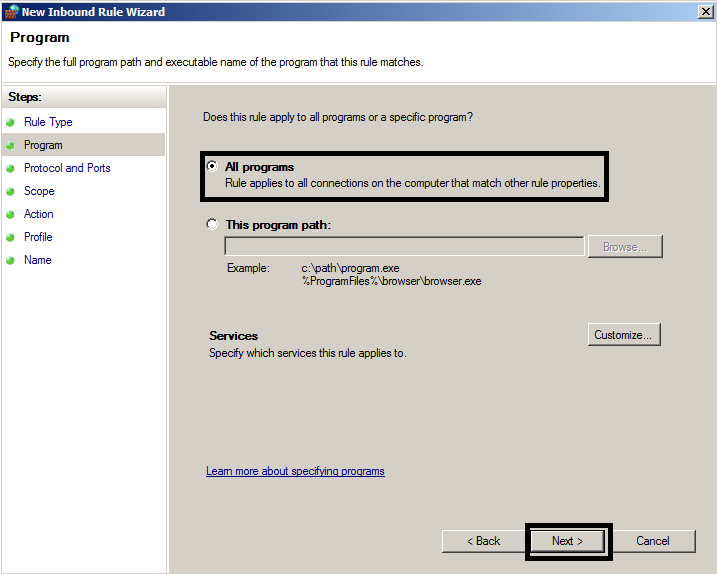 New Inbound Rule Wizard
Program
Specify the full program path and executable name of the program that this rule matches.
Steps:
Rule Type
Program
Protocol and Ports
Scope
Action
Profile
Name
Does this rule apply to all programs or a specific program?
All programs
Rule applies to all connections on the computer that match other rule properties.
This program path:
Browse...
Example: c:\path\program.exe
%ProgramFiles%\browser\browser.exe
Services
Customize...
Specify which services this rule applies to.
Learn more about specifying programs
< Back Next > Cancel